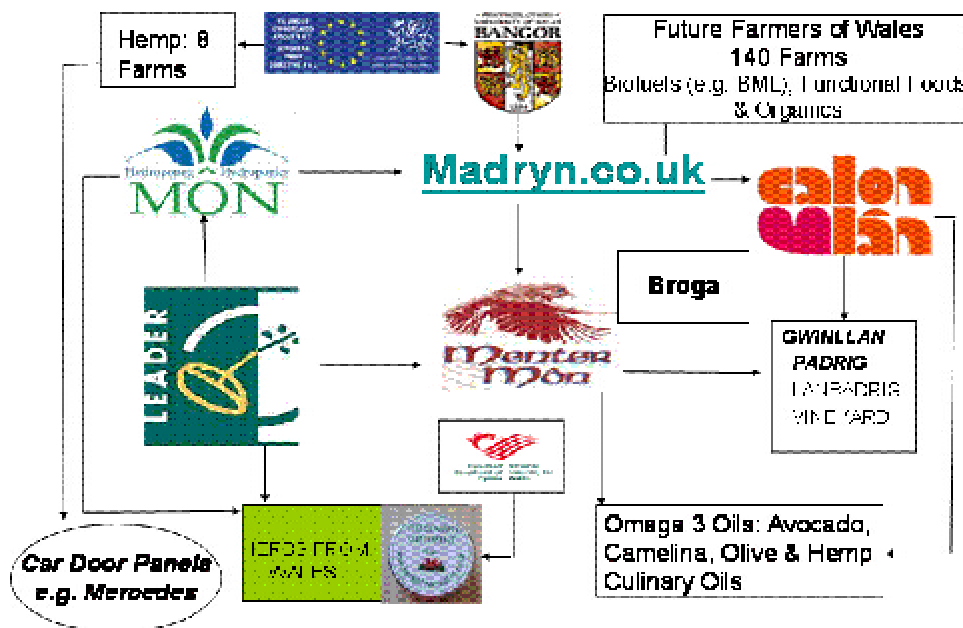 Hemp: 8
Farms
BANGOR
Future Farmers of Wales
140 Farms
Biofuels (e.g. BML), Functional Foods
& Organics
Hydroponeg Hydroponics
MON
Madryn.co.uk
calon
lân
Broga
LEADER
Menter
Môn
GWINLLAN
PADRIG
LLANBADRIG
VINEYARD
HERBS FROM
WALES
Omega 3 Oils: Avocado,
Camelina, Olive & Hemp
Culinary Oils
Car Door Panels
e.g. Mercedes